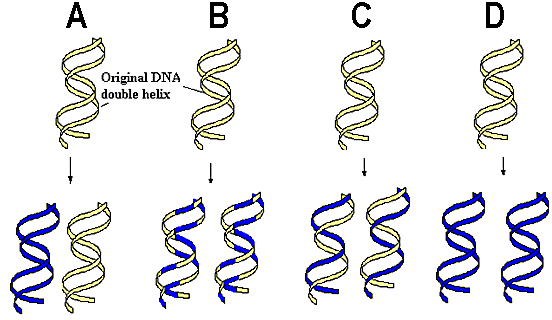 A B C D
Original DNA
double helix